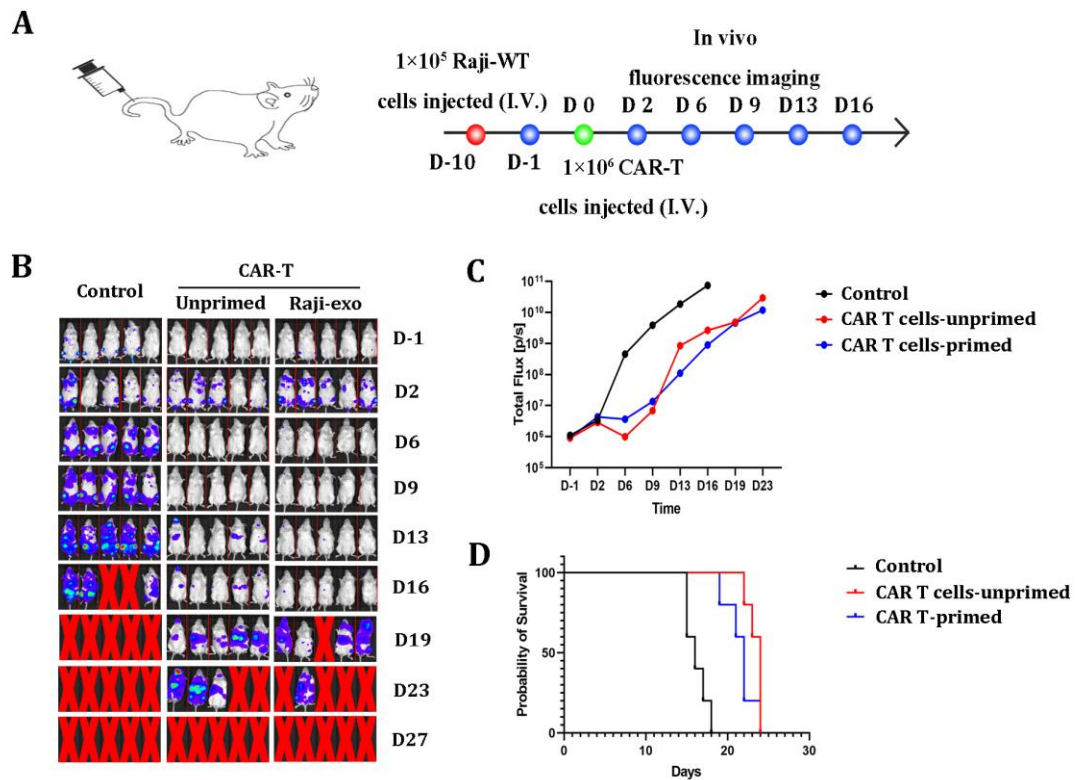 A
1×10⁵ Raji-WT
cells injected (I.V.)
In vivo
fluorescence imaging
D 0 D 2 D 6 D 9 D13 D16
D-10 D-1
1×10⁶ CAR-T
cells injected (I.V.)
B
CAR-T
Control Unprimed Raji-exo
D-1
D2
D6
D9
D13
D16
D19
D23
D27
C
Total Flux [p/s]
10¹¹
10¹⁰
10⁹
10⁸
10⁷
10⁶
10⁵
D-1 D2 D6 D9 D13 D16 D19 D23
Time
Control
CAR T cells-unprimed
CAR T cells-primed
D
Probability of Survival
100
50
0
0 10 20 30
Days
Control
CAR T cells-unprimed
CAR T-primed